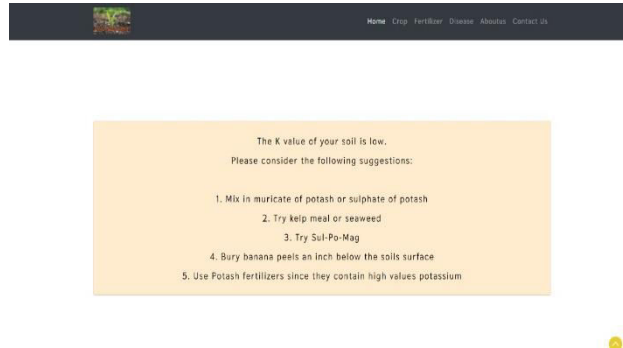 Home Crop Fertilizer Disease Aboutus Contact Us
The K value of your soil is low.
Please consider the following suggestions:
1. Mix in muricate of potash or sulphate of potash
2. Try kelp meal or seaweed
3. Try Sul-Po-Mag
4. Bury banana peels an inch below the soils surface
5. Use Potash fertilizers since they contain high values potassium